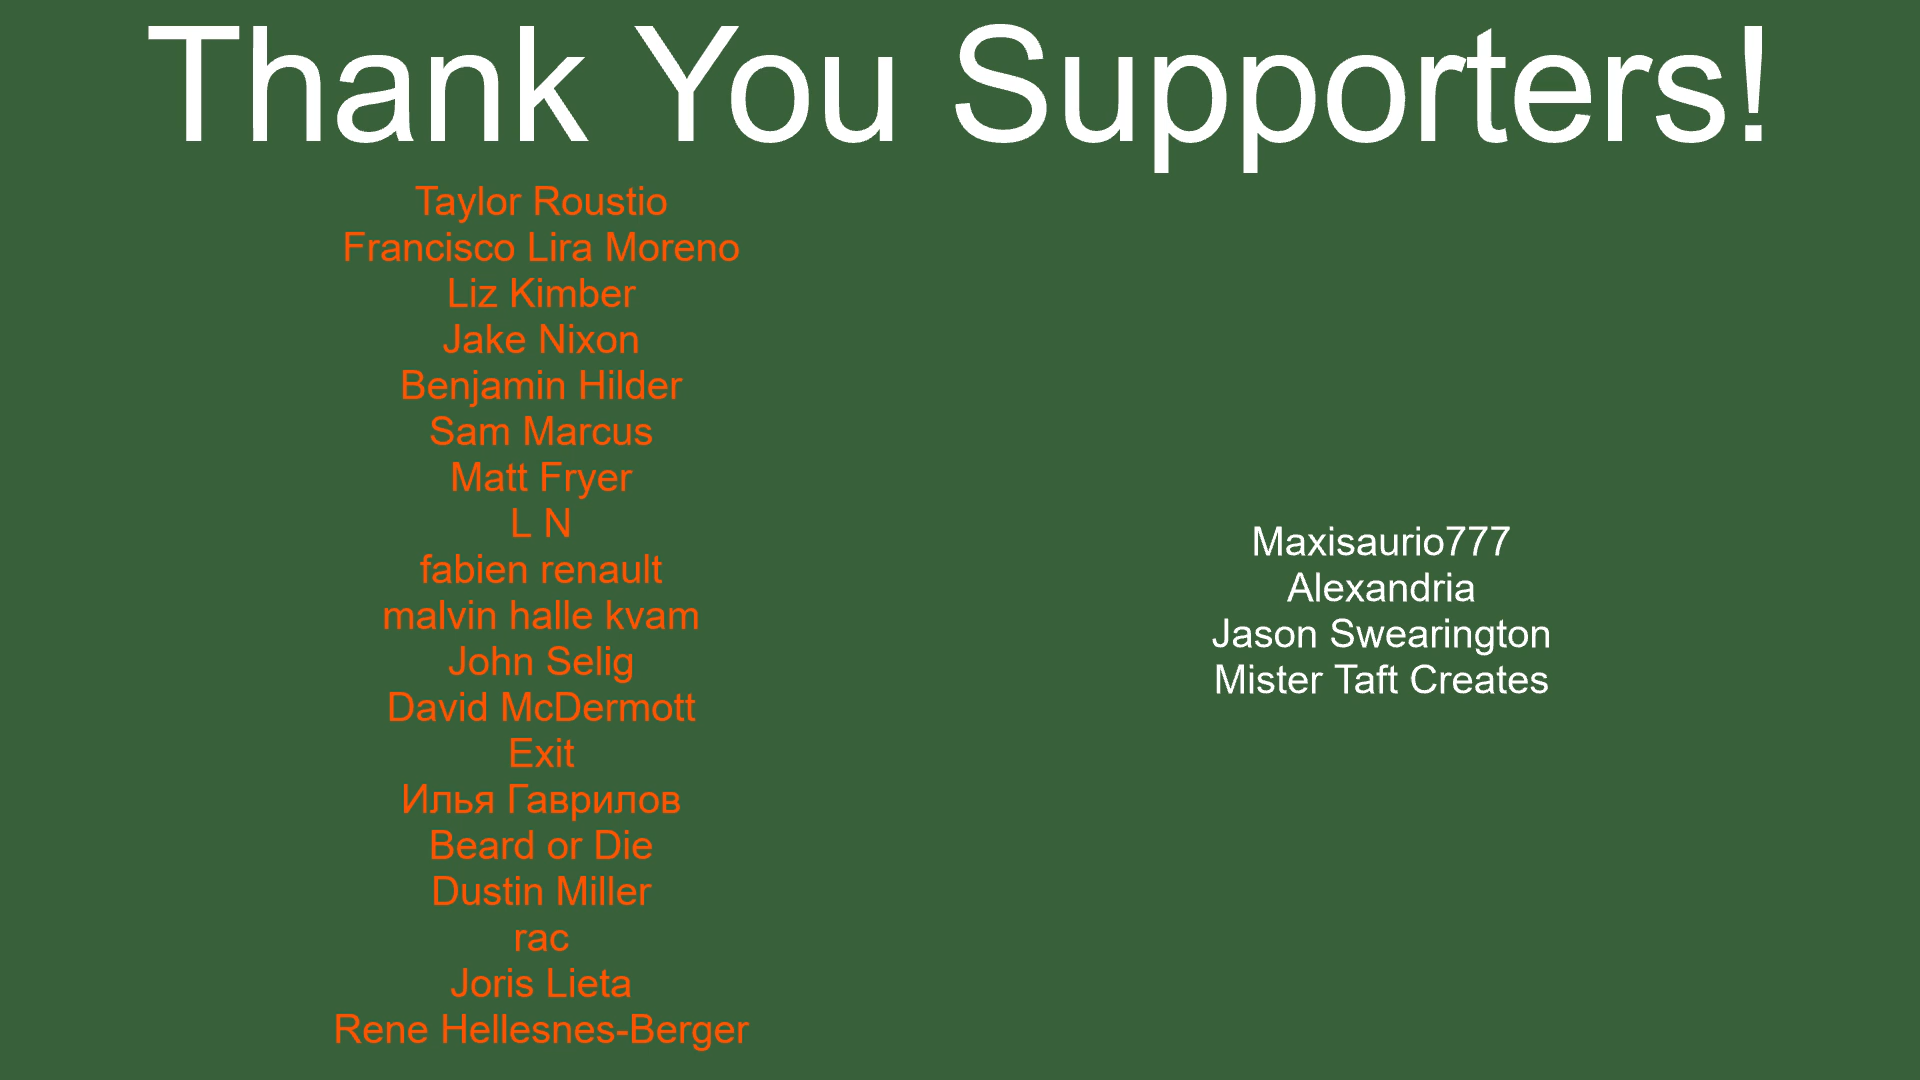 Thank You Supporters!
Taylor Roustio
Francisco Lira Moreno
Liz Kimber
Jake Nixon
Benjamin Hilder
Sam Marcus
Matt Fryer
L N
fabien renault
malvin halle kvam
John Selig
David McDermott
Exit
Илья Гаврилов
Beard or Die
Dustin Miller
rac
Joris Lieta
Rene Hellesnes-Berger
Maxisaurio777
Alexandria
Jason Swearington
Mister Taft Creates